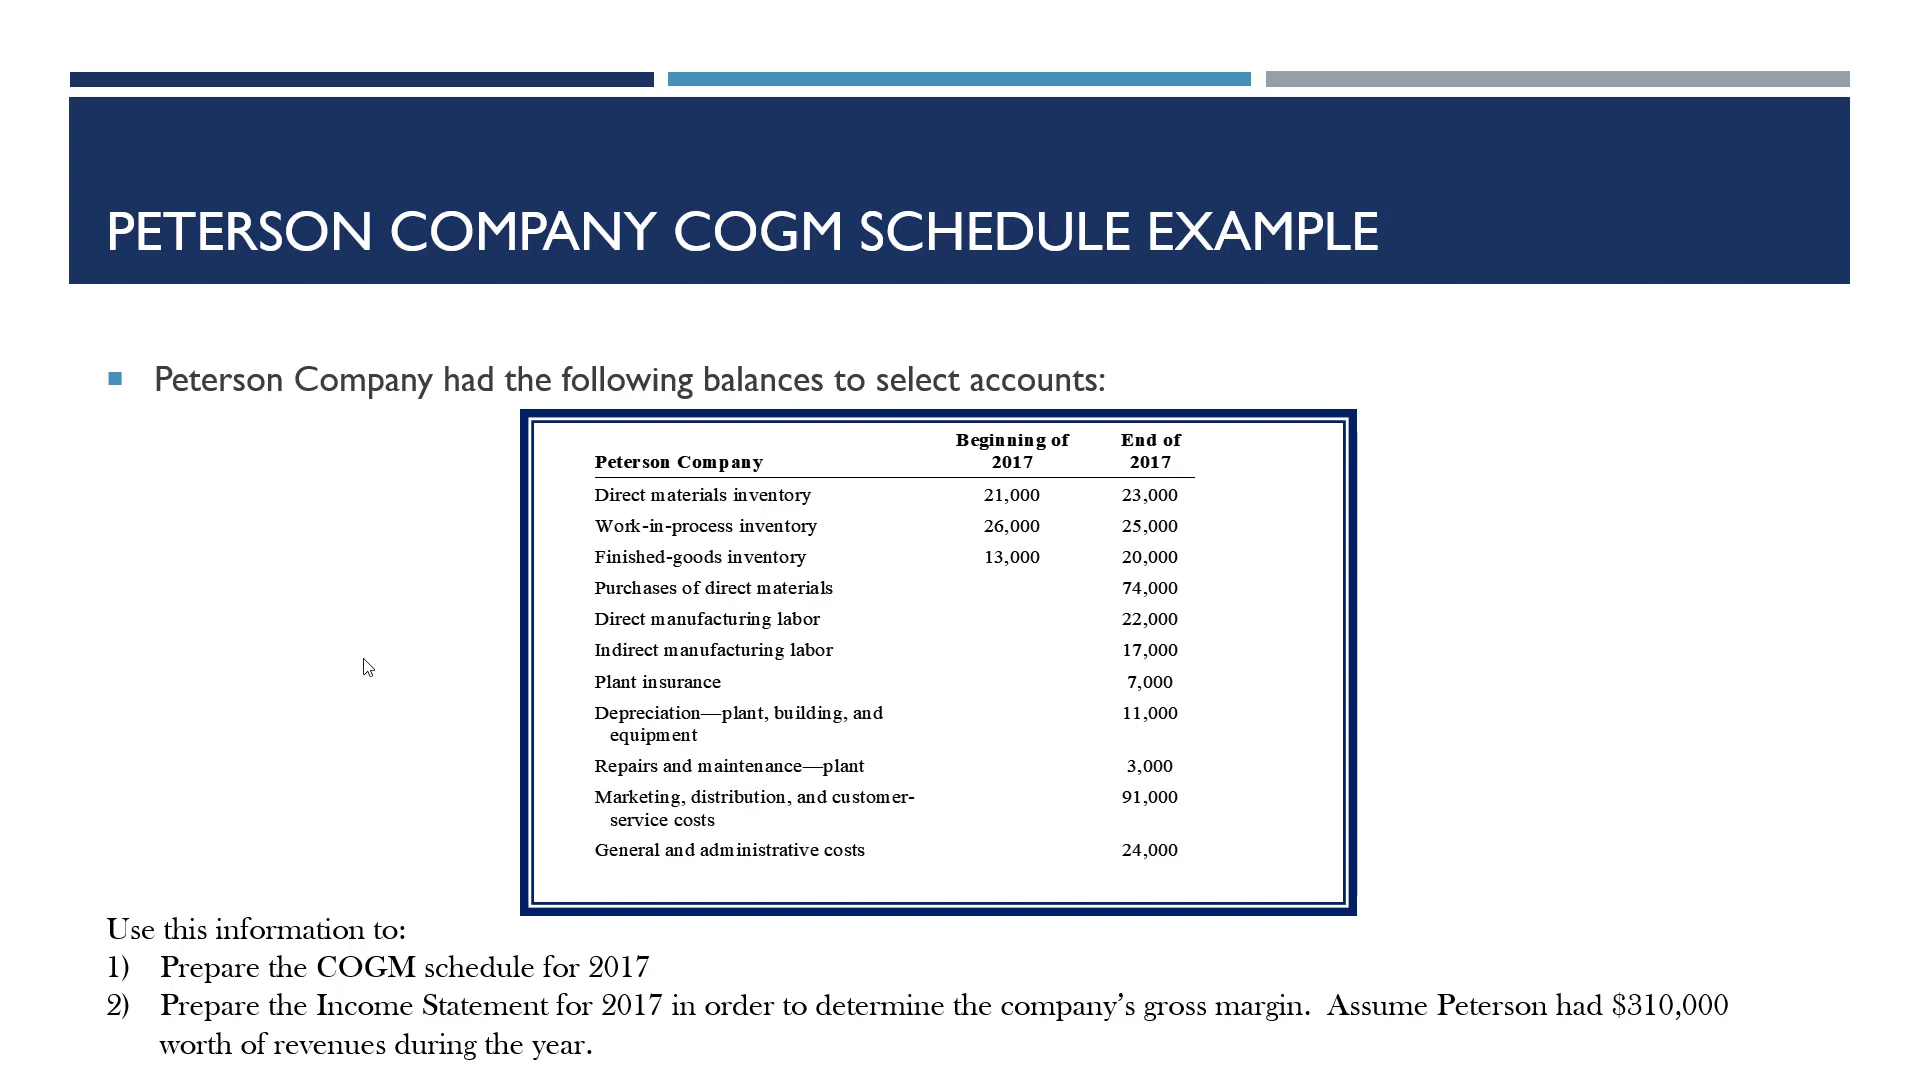 PETERSON COMPANY COGM SCHEDULE EXAMPLE
Peterson Company had the following balances to select accounts:
Beginning of End of
Peterson Company 2017 2017
Direct materials inventory 21,000 23,000
Work-in-process inventory 26,000 25,000
Finished-goods inventory 13,000 20,000
Purchases of direct materials 74,000
Direct manufacturing labor 22,000
Indirect manufacturing labor 17,000
Plant insurance 7,000
Depreciation—plant, building, and 11,000
equipment
Repairs and maintenance—plant 3,000
Marketing, distribution, and customer- 91,000
service costs
General and administrative costs 24,000
Use this information to:
1) Prepare the COGM schedule for 2017
2) Prepare the Income Statement for 2017 in order to determine the company’s gross margin. Assume Peterson had $310,000
worth of revenues during the year.